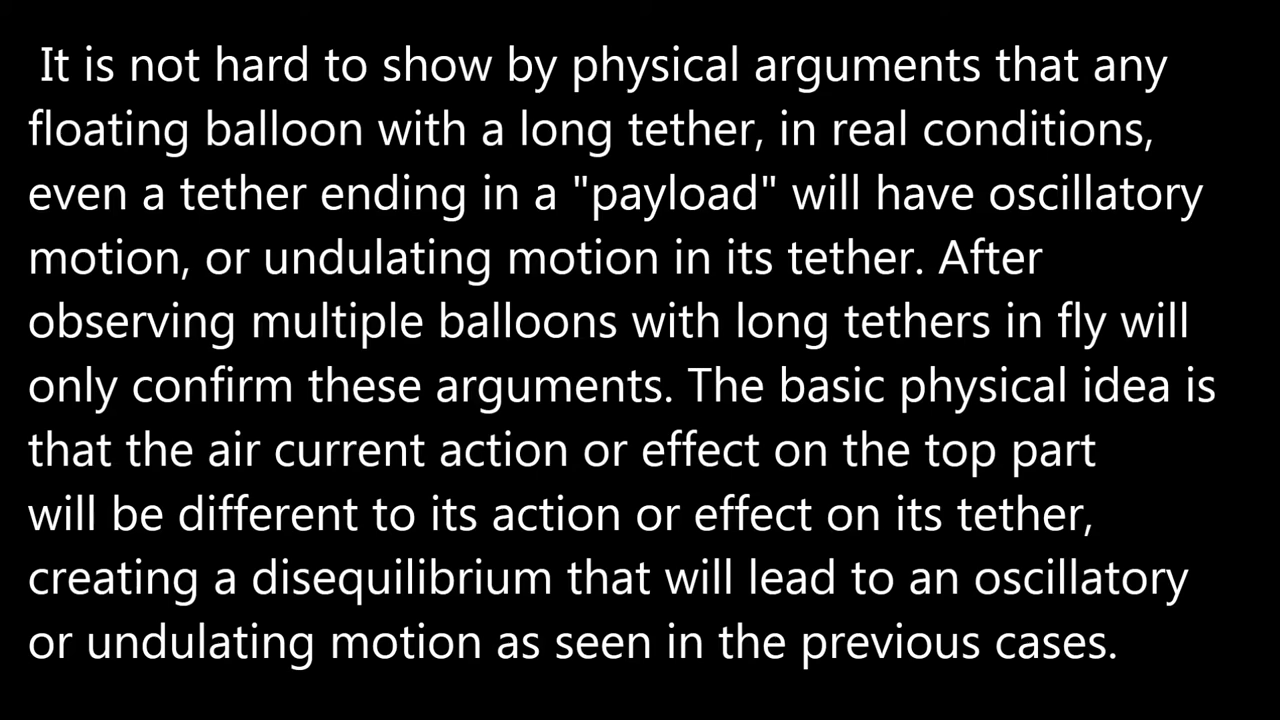 It is not hard to show by physical arguments that any
floating balloon with a long tether, in real conditions,
even a tether ending in a "payload" will have oscillatory
motion, or undulating motion in its tether. After
observing multiple balloons with long tethers in fly will
only confirm these arguments. The basic physical idea is
that the air current action or effect on the top part
will be different to its action or effect on its tether,
creating a disequilibrium that will lead to an oscillatory
or undulating motion as seen in the previous cases.